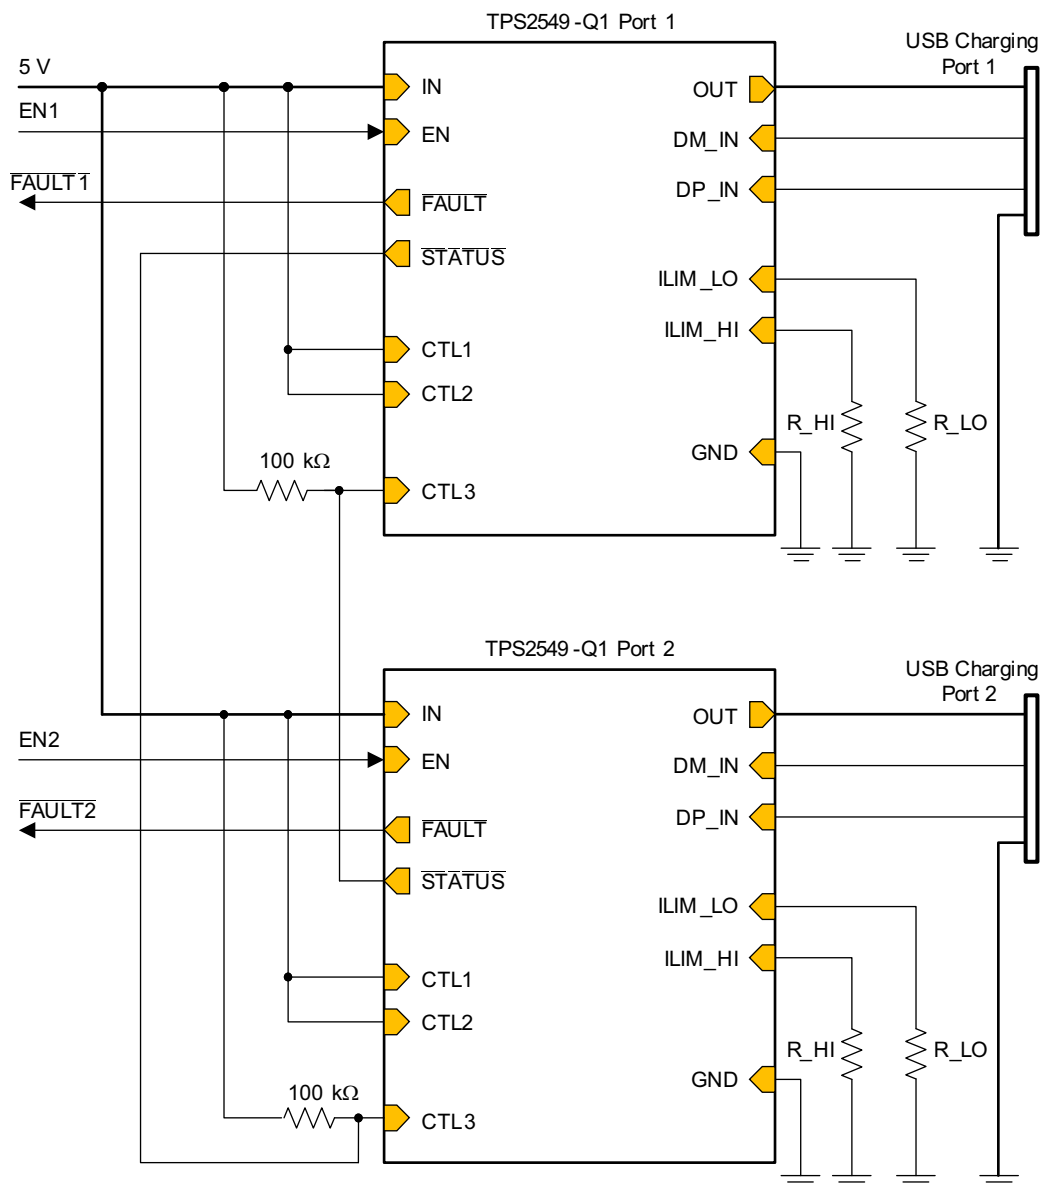 TPS2549-Q1 Port 1
USB Charging
Port 1
5 V
EN1
FAULT1
IN
EN
FAULT
STATUS
CTL1
CTL2
CTL3
100 kΩ
OUT
DM_IN
DP_IN
ILIM_LO
ILIM_HI
GND
R_HI
R_LO
TPS2549-Q1 Port 2
USB Charging
Port 2
EN2
FAULT2
IN
EN
FAULT
STATUS
CTL1
CTL2
CTL3
100 kΩ
OUT
DM_IN
DP_IN
ILIM_LO
ILIM_HI
GND
R_HI
R_LO